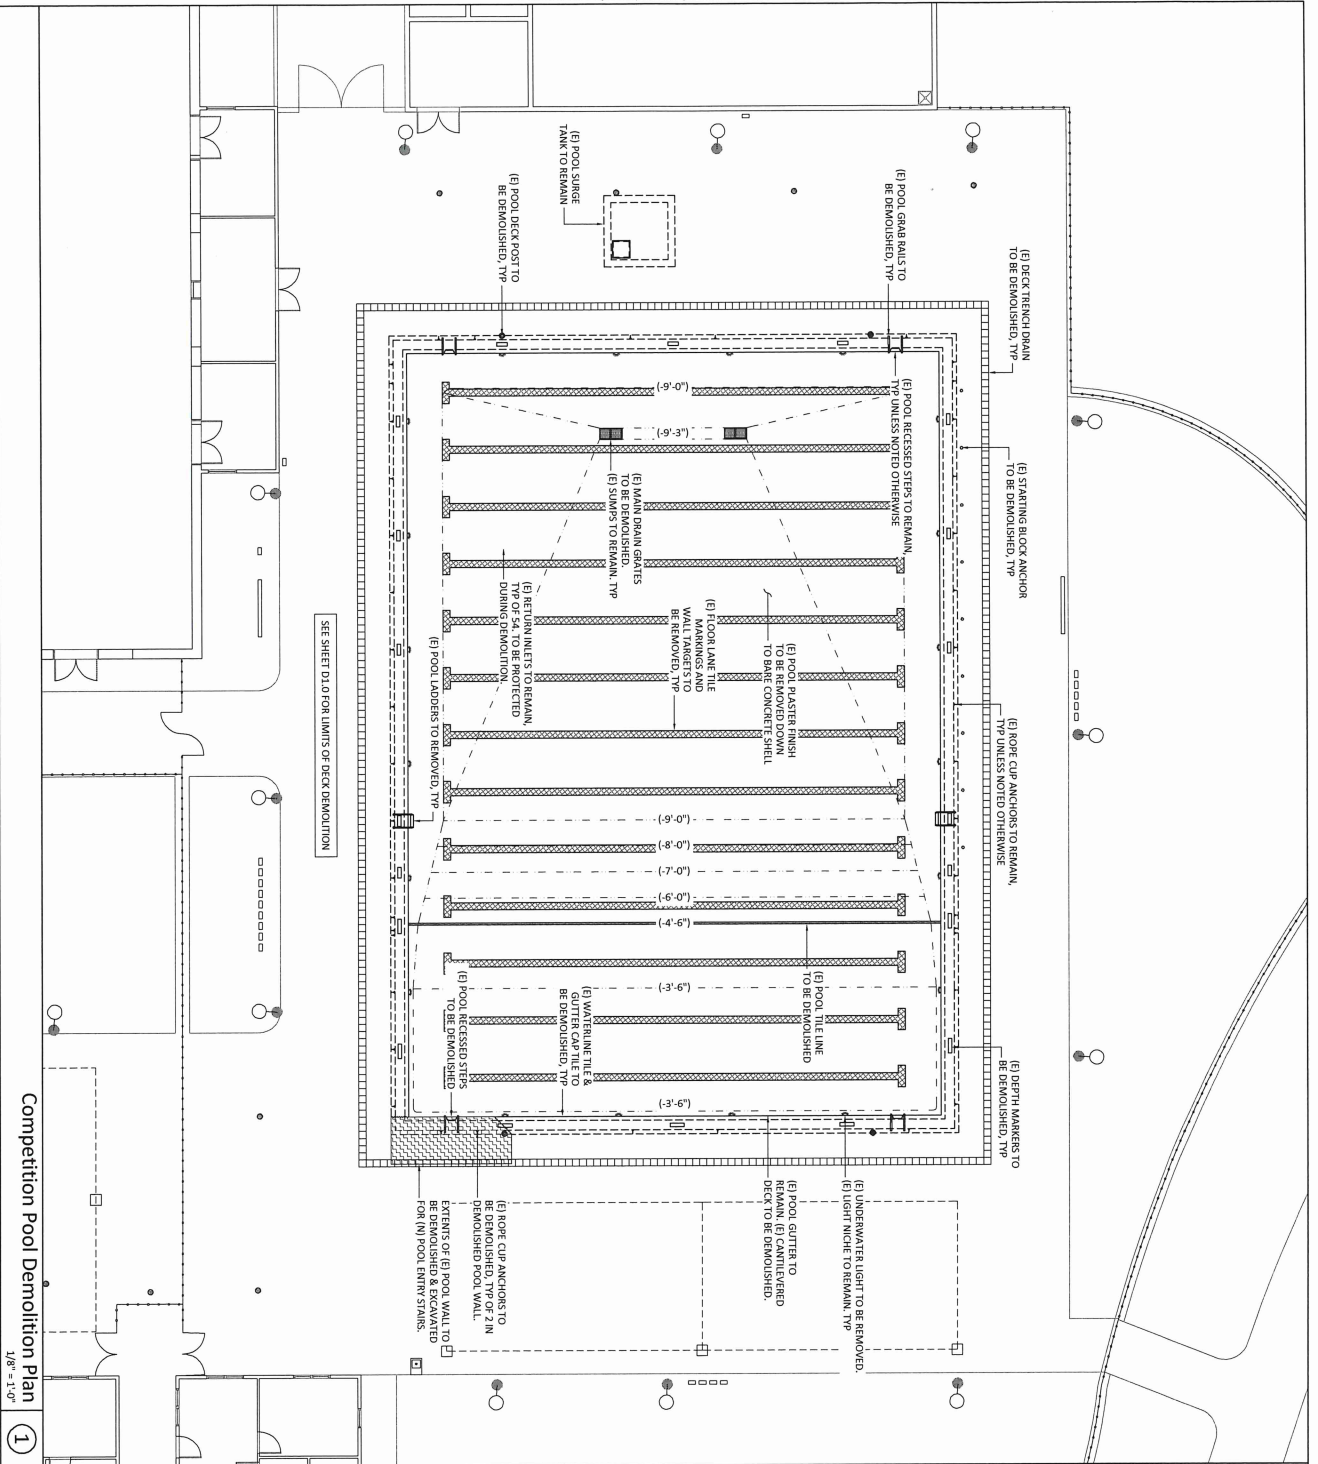 (E) DECK TRENCH DRAIN
TO BE DEMOLISHED, TYP
(E) STARTING BLOCK ANCHOR
TO BE DEMOLISHED, TYP
(E) ROPE CUP ANCHORS TO REMAIN,
TYP UNLESS NOTED OTHERWISE
(E) DEPTH MARKERS TO
BE DEMOLISHED, TYP
(E) POOL GRAB RAILS TO
BE DEMOLISHED, TYP
(E) POOL RECESSED STEPS TO REMAIN,
TYP UNLESS NOTED OTHERWISE
(E) POOL TILE LINE
TO BE DEMOLISHED
(E) UNDERWATER LIGHT TO BE REMOVED.
(E) LIGHT NICHE TO REMAIN. TYP
(E) POOL PLASTER FINISH
TO BE REMOVED DOWN
TO BARE CONCRETE SHELL
(E) POOL GUTTER TO
REMAIN. (E) CANTILEVERED
DECK TO BE DEMOLISHED.
(E) FLOOR LANE TILE
MARKINGS AND
WALL TARGETS TO
BE REMOVED, TYP
(-9'-0")
(-9'-3")
(-9'-0")
(-8'-0")
(-7'-0")
(-6'-0")
(-4'-6")
(-3'-6")
(-3'-6")
(E) MAIN DRAIN GRATES
TO BE DEMOLISHED.
(E) SUMPS TO REMAIN. TYP
(E) POOL SURGE
TANK TO REMAIN
(E) WATERLINE TILE &
GUTTER CAP TILE TO
BE DEMOLISHED, TYP
(E) POOL DECK POST TO
BE DEMOLISHED, TYP
(E) RETURN INLETS TO REMAIN,
TYP OF 54. TO BE PROTECTED
DURING DEMOLITION.
(E) ROPE CUP ANCHORS TO
BE DEMOLISHED, TYP OF 2 IN
DEMOLISHED POOL WALL.
(E) POOL RECESSED STEPS
TO BE DEMOLISHED
(E) POOL LADDERS TO REMOVED, TYP
EXTENTS OF (E) POOL WALL TO
BE DEMOLISHED & EXCAVATED
FOR (N) POOL ENTRY STAIRS.
SEE SHEET D1.0 FOR LIMITS OF DECK DEMOLITION
Competition Pool Demolition Plan
1/8" = 1'-0"
1